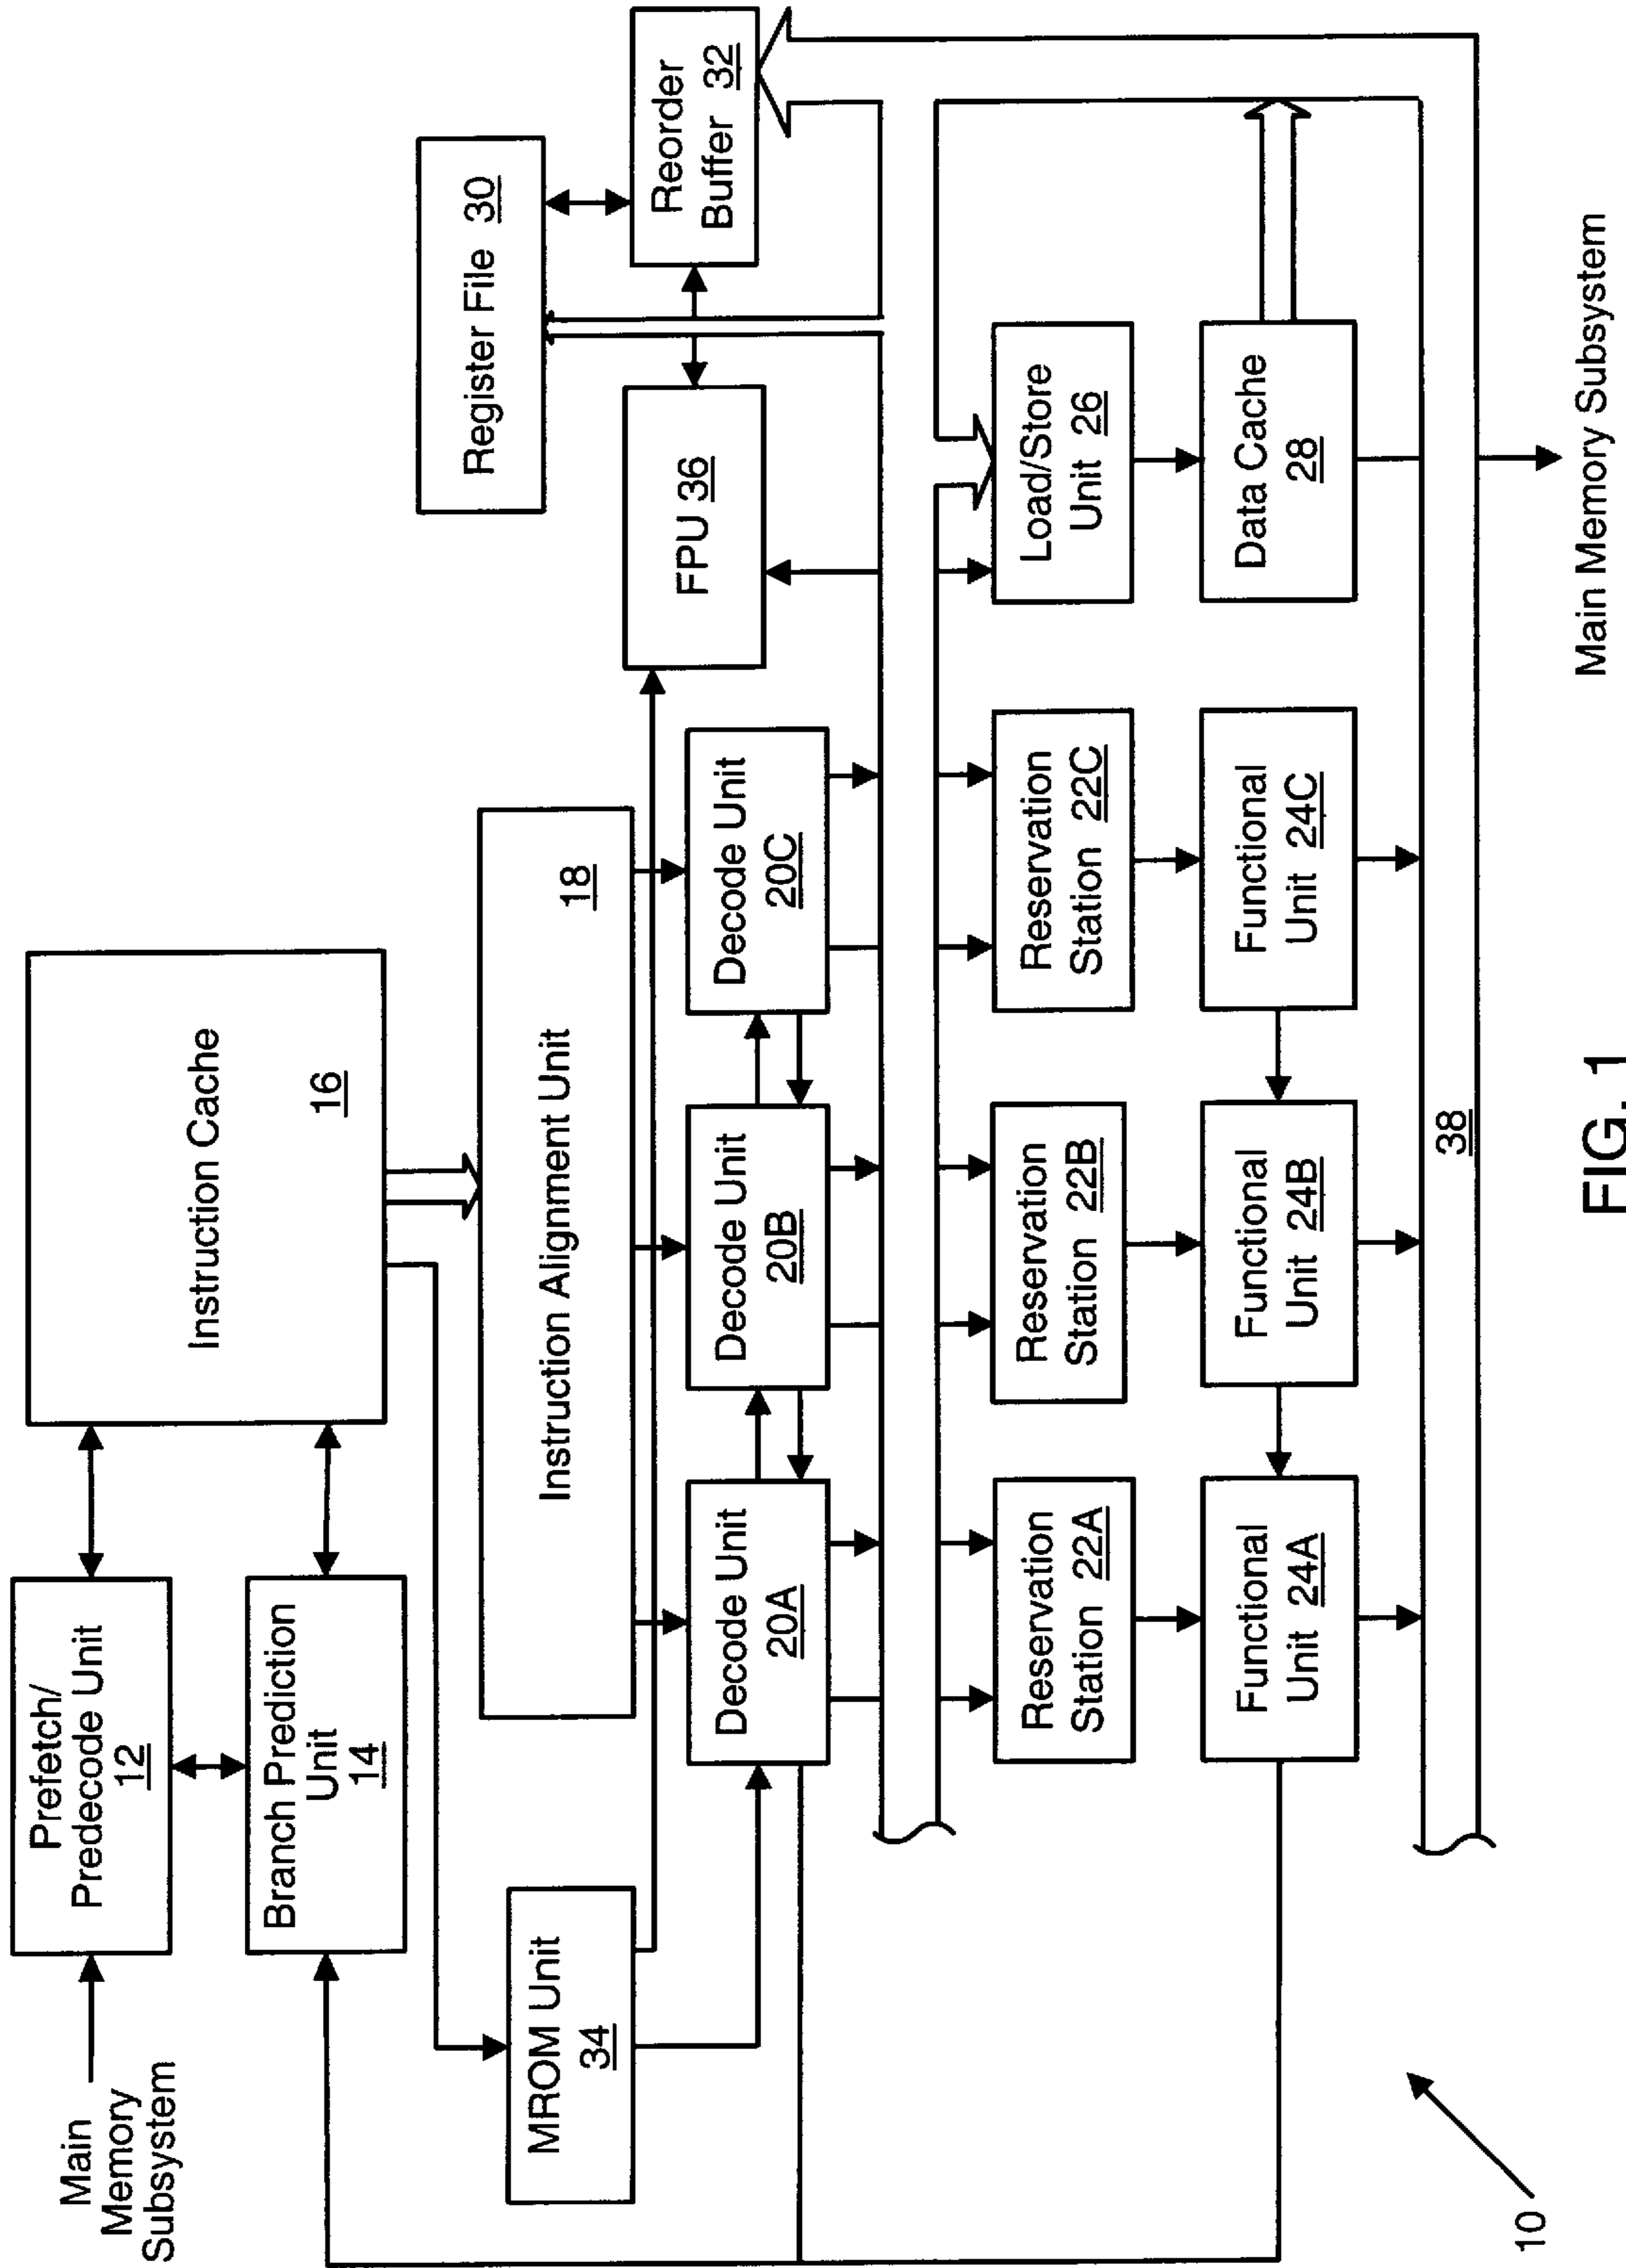 Main
Memory
Subsystem
Prefetch/
Predecode Unit
12
Branch Prediction
Unit
14
Instruction Cache
16
MROM Unit
34
Instruction Alignment Unit
18
Register File 30
Reorder
Buffer 32
FPU 36
Decode Unit
20A
Decode Unit
20B
Decode Unit
20C
Reservation
Station 22A
Reservation
Station 22B
Reservation
Station 22C
Load/Store
Unit 26
Functional
Unit 24A
Functional
Unit 24B
Functional
Unit 24C
Data Cache
28
38
10
Main Memory Subsystem
FIG. 1